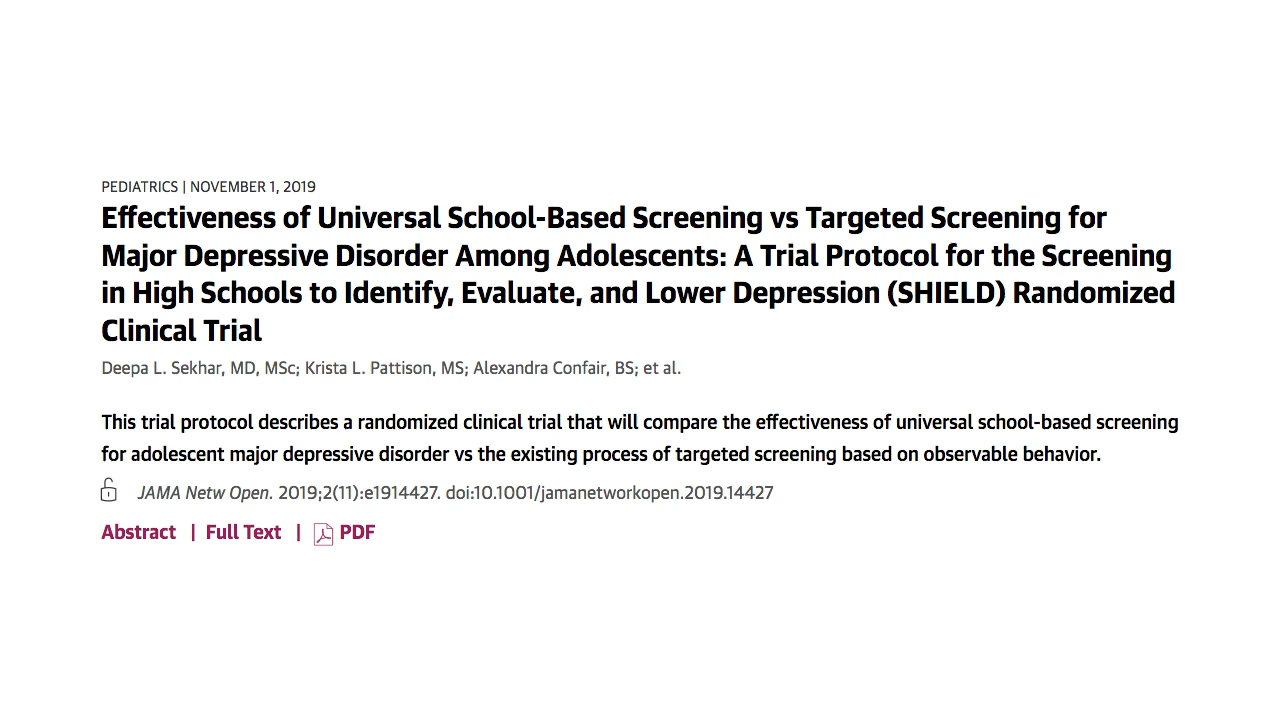 PEDIATRICS | NOVEMBER 1, 2019
Effectiveness of Universal School-Based Screening vs Targeted Screening for
Major Depressive Disorder Among Adolescents: A Trial Protocol for the Screening
in High Schools to Identify, Evaluate, and Lower Depression (SHIELD) Randomized
Clinical Trial
Deepa L. Sekhar, MD, MSc; Krista L. Pattison, MS; Alexandra Confair, BS; et al.
This trial protocol describes a randomized clinical trial that will compare the effectiveness of universal school-based screening
for adolescent major depressive disorder vs the existing process of targeted screening based on observable behavior.
JAMA Netw Open. 2019;2(11):e1914427. doi:10.1001/jamanetworkopen.2019.14427
Abstract | Full Text | PDF